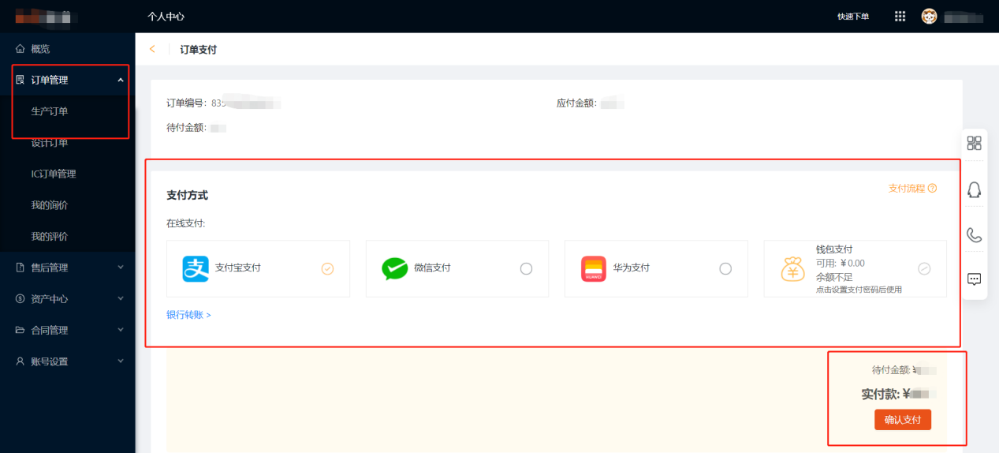 个人中心
快速下单
概览
订单管理
生产订单
设计订单
IC订单管理
我的询价
我的评价
售后管理
资产中心
合同管理
账号设置
订单支付
订单编号: 835
应付金额:
待付金额:
支付方式
支付流程
在线支付:
支付宝支付
微信支付
HUAWEI
华为支付
钱包支付
可用: ¥0.00
余额不足
点击设置支付密码后使用
银行转账 >
待付金额:¥
实付款: ¥
确认支付